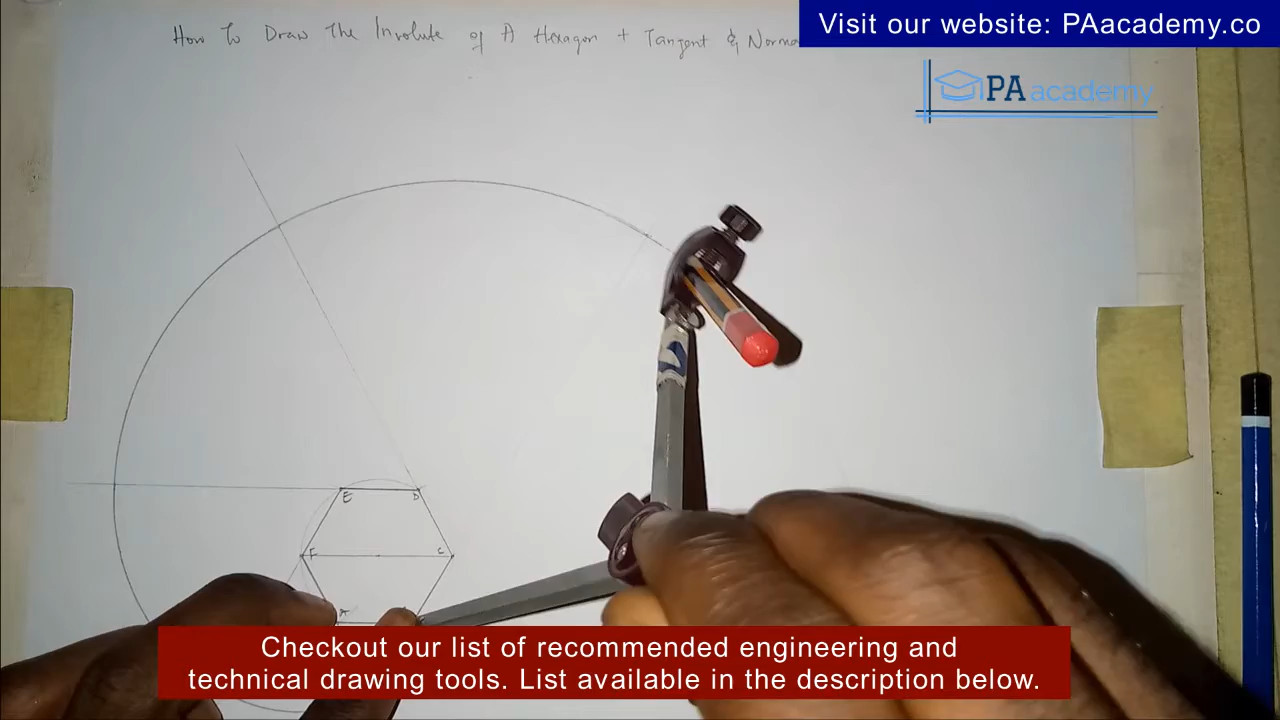 How To Draw The Involute of A Hexagon + Tangent & Norma
Visit our website: PAacademy.co
PA academy
E
D
F
C
A
Checkout our list of recommended engineering and
technical drawing tools. List available in the description below.